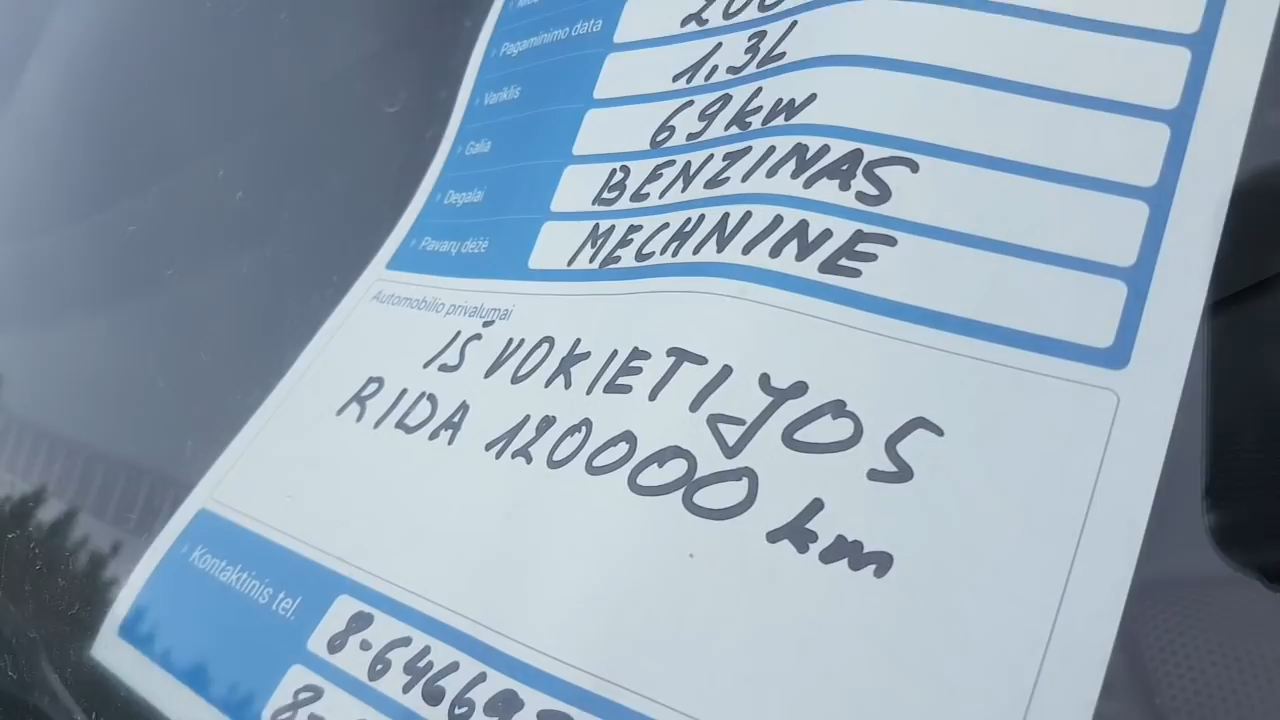 Pagaminimo data
Variklis 1,3L
Galia 69kw
Degalai BENZINAS
Pavarų dėžė MECHNINE
Automobilio privalumai
IŠ VOKIETIJOS
RIDA 120000 km
Kontaktinis tel.